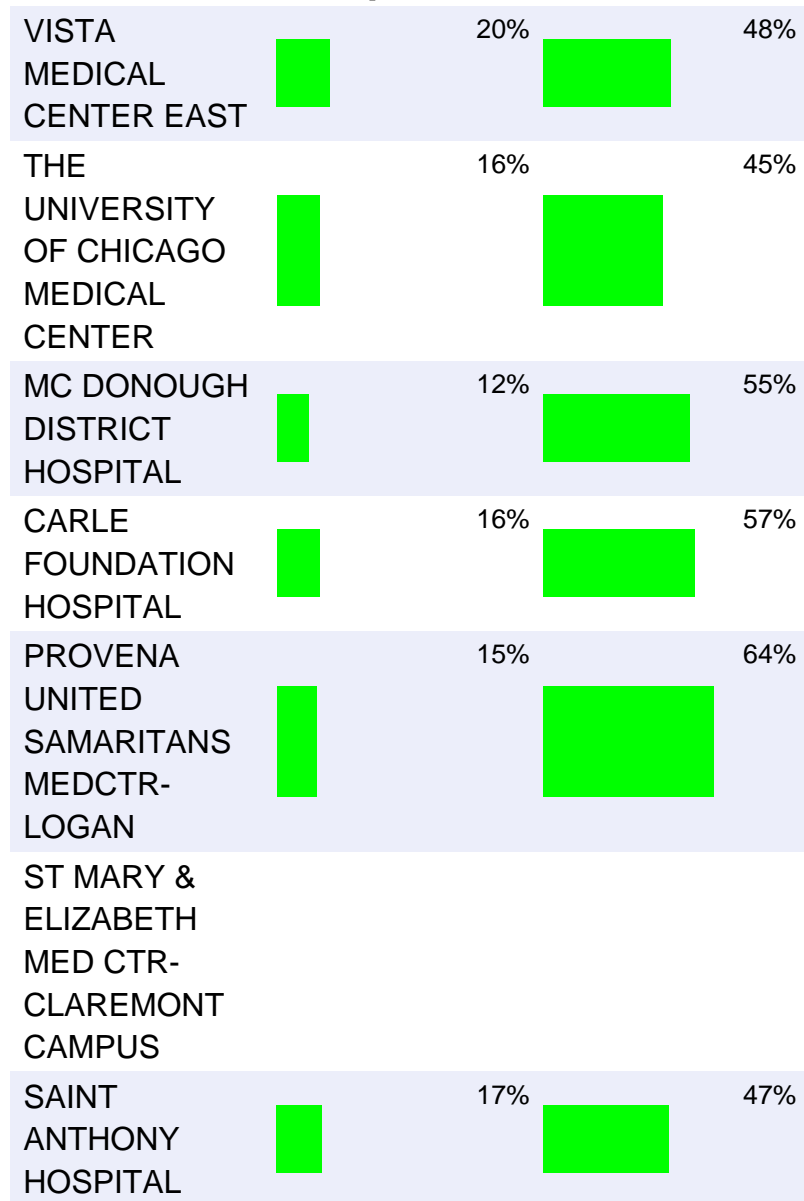 VISTA 20% 48%
MEDICAL
CENTER EAST
THE 16% 45%
UNIVERSITY
OF CHICAGO
MEDICAL
CENTER
MC DONOUGH 12% 55%
DISTRICT
HOSPITAL
CARLE 16% 57%
FOUNDATION
HOSPITAL
PROVENA 15% 64%
UNITED
SAMARITANS
MEDCTR-
LOGAN
ST MARY &
ELIZABETH
MED CTR-
CLAREMONT
CAMPUS
SAINT 17% 47%
ANTHONY
HOSPITAL